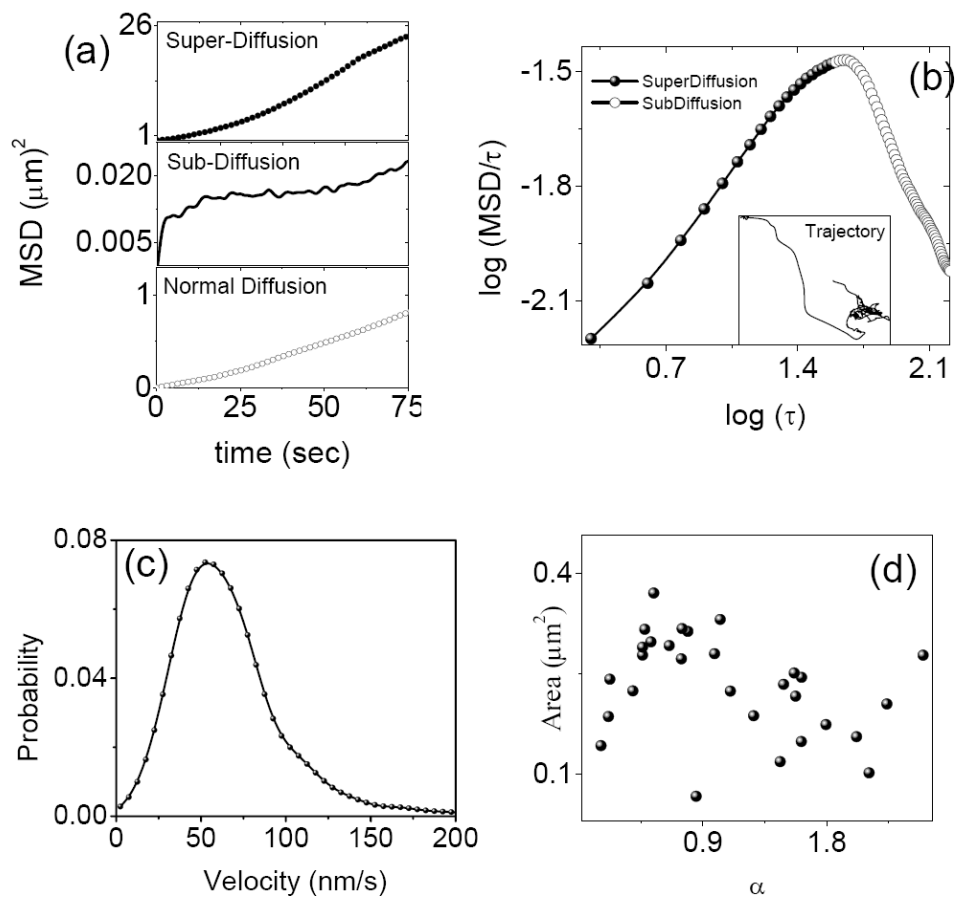 (a)
26
Super-Diffusion
1
Sub-Diffusion
0.020
0.005
Normal Diffusion
1
0
MSD (μm)²
0 25 50 75
time (sec)
(b)
SuperDiffusion
SubDiffusion
-1.5
-1.8
-2.1
log (MSD/τ)
Trajectory
0.7 1.4 2.1
log (τ)
(c)
0.08
0.04
0.00
Probability
0 50 100 150 200
Velocity (nm/s)
(d)
0.4
0.1
Area (μm²)
0.9 1.8
α